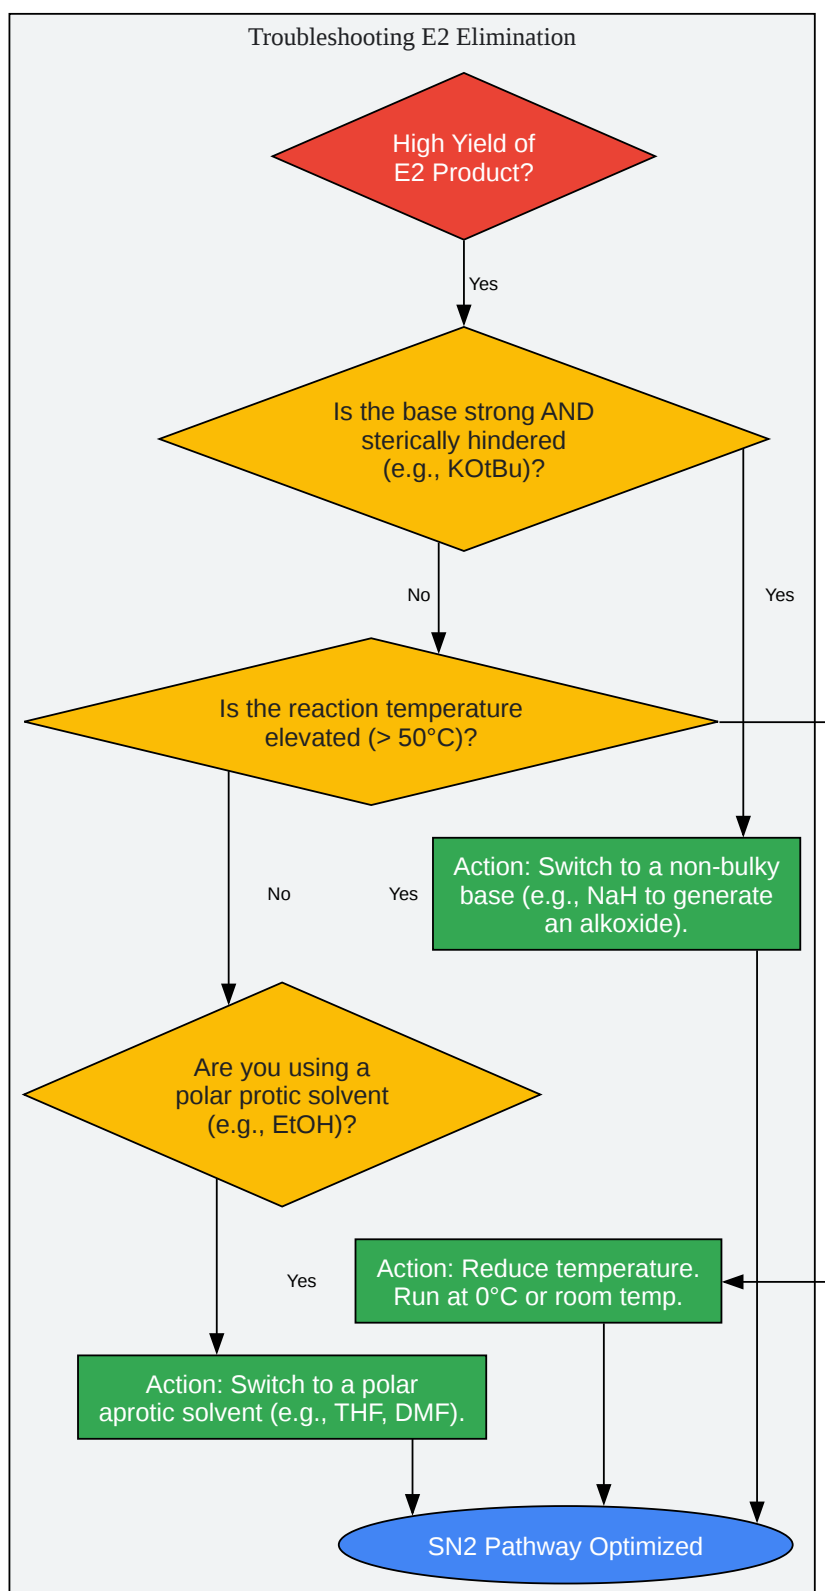 Troubleshooting E2 Elimination
High Yield of
E2 Product?
Yes
Is the base strong AND
sterically hindered
(e.g., KOtBu)?
No
Yes
Is the reaction temperature
elevated (> 50°C)?
Action: Switch to a non-bulky
base (e.g., NaH to generate
an alkoxide).
No
Yes
Are you using a
polar protic solvent
(e.g., EtOH)?
Yes
Action: Reduce temperature.
Run at 0°C or room temp.
Action: Switch to a polar
aprotic solvent (e.g., THF, DMF).
SN2 Pathway Optimized